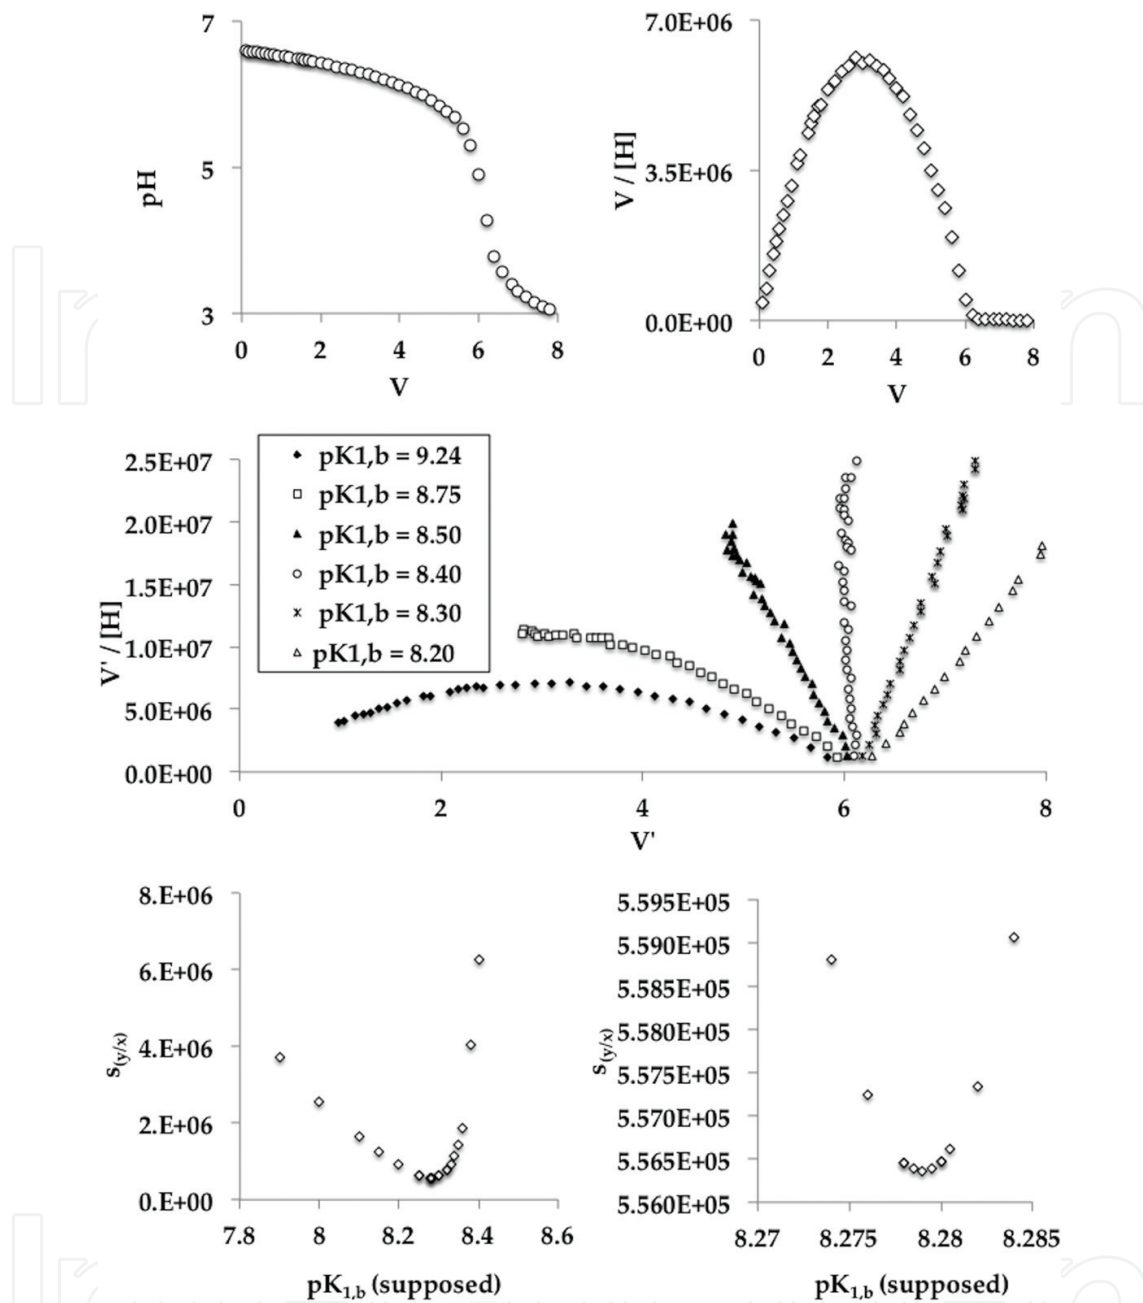 7
5
3
pH
0 2 4 6 8
V
7.0E+06
3.5E+06
0.0E+00
V / [H]
0 2 4 6 8
V
pK1,b = 9.24
pK1,b = 8.75
pK1,b = 8.50
pK1,b = 8.40
pK1,b = 8.30
pK1,b = 8.20
2.5E+07
2.0E+07
1.5E+07
1.0E+07
5.0E+06
0.0E+00
V' / [H]
0 2 4 6 8
V'
8.E+06
6.E+06
4.E+06
2.E+06
0.E+00
s(y/x)
7.8 8 8.2 8.4 8.6
pK1,b (supposed)
5.595E+05
5.590E+05
5.585E+05
5.580E+05
5.575E+05
5.570E+05
5.565E+05
5.560E+05
s(y/x)
8.27 8.275 8.28 8.285
pK1,b (supposed)